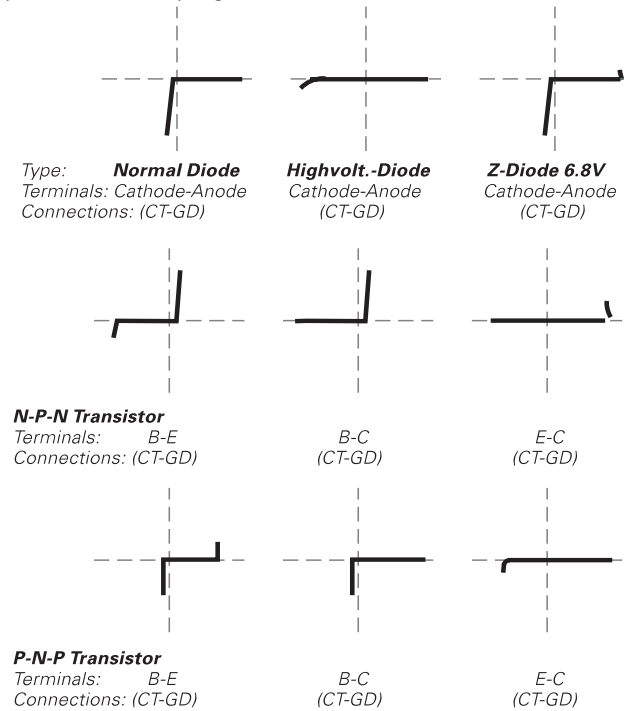 Type: Normal Diode Highvolt.-Diode Z-Diode 6.8V
Terminals: Cathode-Anode Cathode-Anode Cathode-Anode
Connections: (CT-GD) (CT-GD) (CT-GD)
N-P-N Transistor
Terminals: B-E B-C E-C
Connections: (CT-GD) (CT-GD) (CT-GD)
P-N-P Transistor
Terminals: B-E B-C E-C
Connections: (CT-GD) (CT-GD) (CT-GD)